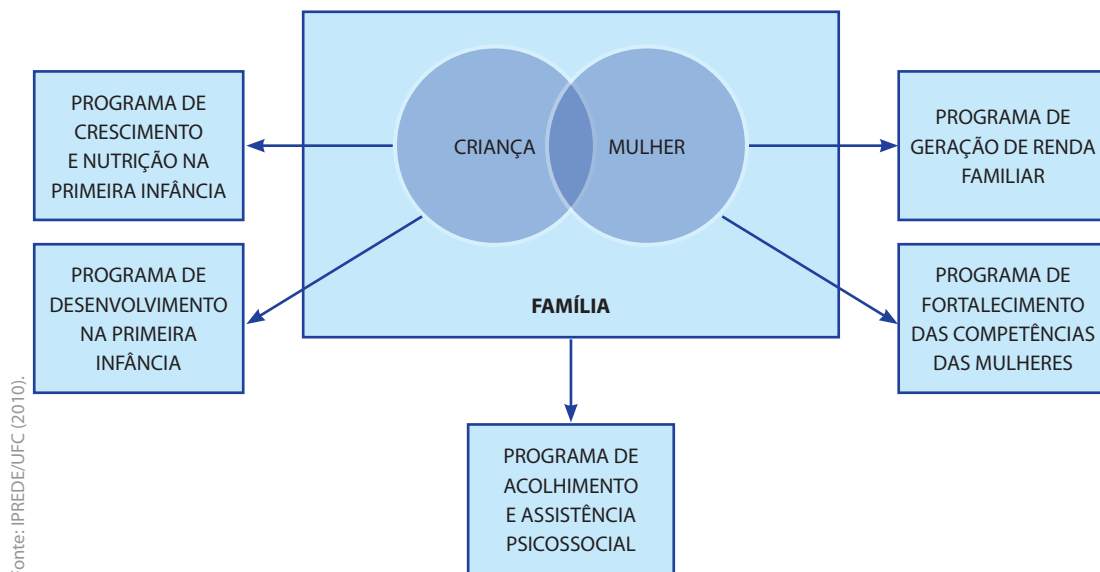 PROGRAMA DE
CRESCIMENTO
E NUTRIÇÃO NA
PRIMEIRA INFÂNCIA
CRIANÇA
MULHER
PROGRAMA DE
GERAÇÃO DE RENDA
FAMILIAR
PROGRAMA DE
DESENVOLVIMENTO
NA PRIMEIRA
INFÂNCIA
FAMÍLIA
PROGRAMA DE
FORTALECIMENTO
DAS COMPETÊNCIAS
DAS MULHERES
PROGRAMA DE
ACOLHIMENTO
E ASSISTÊNCIA
PSICOSSOCIAL
Fonte: IPREDE/UFC (2010).